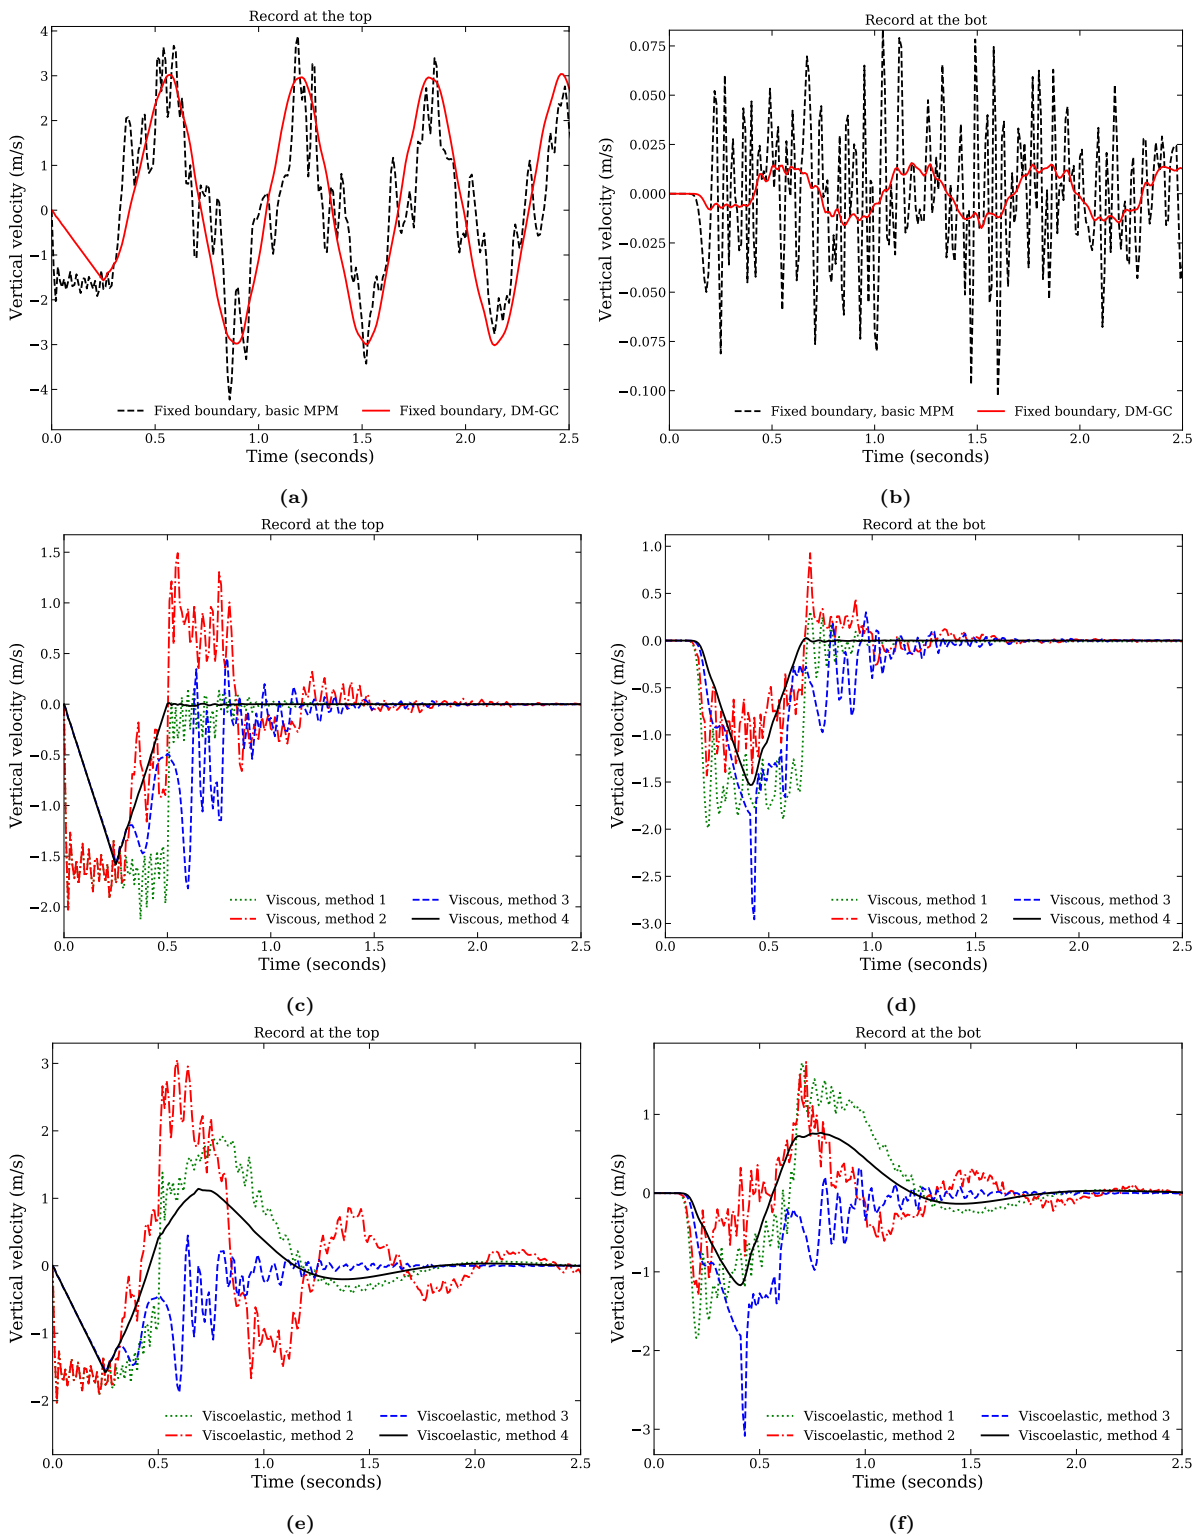 Record at the top
4
3
2
1
0
−1
−2
−3
−4
Vertical velocity (m/s)
Fixed boundary, basic MPM
Fixed boundary, DM-GC
0.0 0.5 1.0 1.5 2.0 2.5
Time (seconds)
(a)
Record at the bot
0.075
0.050
0.025
0.000
−0.025
−0.050
−0.075
−0.100
Vertical velocity (m/s)
Fixed boundary, basic MPM
Fixed boundary, DM-GC
0.0 0.5 1.0 1.5 2.0 2.5
Time (seconds)
(b)
Record at the top
1.5
1.0
0.5
0.0
−0.5
−1.0
−1.5
−2.0
Vertical velocity (m/s)
Viscous, method 1
Viscous, method 2
Viscous, method 3
Viscous, method 4
0.0 0.5 1.0 1.5 2.0 2.5
Time (seconds)
(c)
Record at the bot
1.0
0.5
0.0
−0.5
−1.0
−1.5
−2.0
−2.5
−3.0
Vertical velocity (m/s)
Viscous, method 1
Viscous, method 2
Viscous, method 3
Viscous, method 4
0.0 0.5 1.0 1.5 2.0 2.5
Time (seconds)
(d)
Record at the top
3
2
1
0
−1
−2
Vertical velocity (m/s)
Viscoelastic, method 1
Viscoelastic, method 2
Viscoelastic, method 3
Viscoelastic, method 4
0.0 0.5 1.0 1.5 2.0 2.5
Time (seconds)
(e)
Record at the bot
1
0
−1
−2
−3
Vertical velocity (m/s)
Viscoelastic, method 1
Viscoelastic, method 2
Viscoelastic, method 3
Viscoelastic, method 4
0.0 0.5 1.0 1.5 2.0 2.5
Time (seconds)
(f)